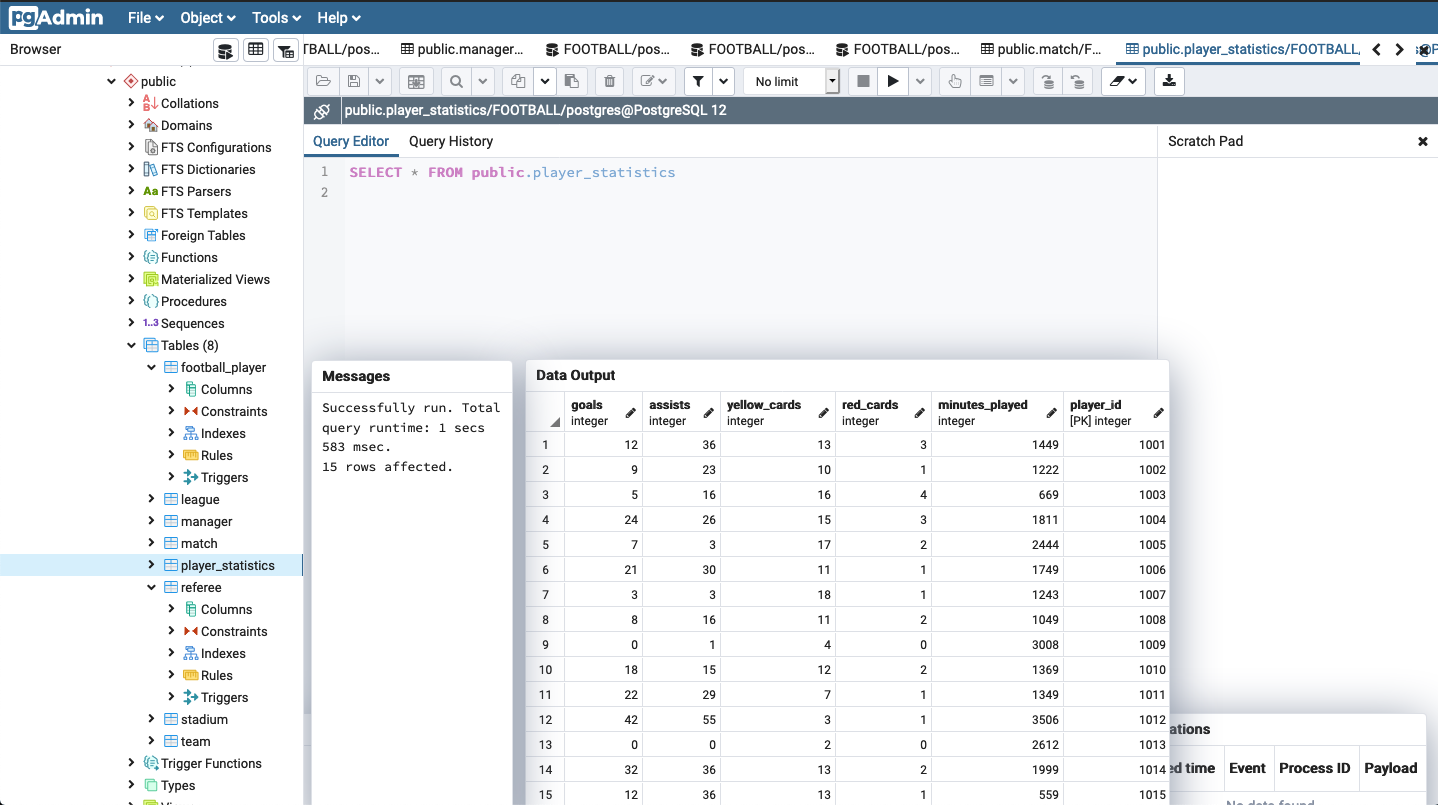 pgAdmin File Object Tools Help
Browser
TBALL/pos... public.manager... FOOTBALL/pos... FOOTBALL/pos... FOOTBALL/pos... public.match/F... public.player_statistics/FOOTBALL
No limit
public.player_statistics/FOOTBALL/postgres@PostgreSQL 12
Query Editor Query History
Scratch Pad
1 SELECT * FROM public.player_statistics
2
public
Collations
Domains
FTS Configurations
FTS Dictionaries
Aa FTS Parsers
FTS Templates
Foreign Tables
Functions
Materialized Views
Procedures
1..3 Sequences
Tables (8)
football_player
Columns
Constraints
Indexes
Rules
Triggers
league
manager
match
player_statistics
referee
Columns
Constraints
Indexes
Rules
Triggers
stadium
team
Trigger Functions
Types
Messages
Successfully run. Total
query runtime: 1 secs
583 msec.
15 rows affected.
Data Output
goals assists yellow_cards red_cards minutes_played player_id
integer integer integer integer integer [PK] integer
1 12 36 13 3 1449 1001
2 9 23 10 1 1222 1002
3 5 16 16 4 669 1003
4 24 26 15 3 1811 1004
5 7 3 17 2 2444 1005
6 21 30 11 1 1749 1006
7 3 3 18 1 1243 1007
8 8 16 11 2 1049 1008
9 0 1 4 0 3008 1009
10 18 15 12 2 1369 1010
11 22 29 7 1 1349 1011
12 42 55 3 1 3506 1012
13 0 0 2 0 2612 1013
14 32 36 13 2 1999 1014
15 12 36 13 1 559 1015
ations
ed time Event Process ID Payload
No data found